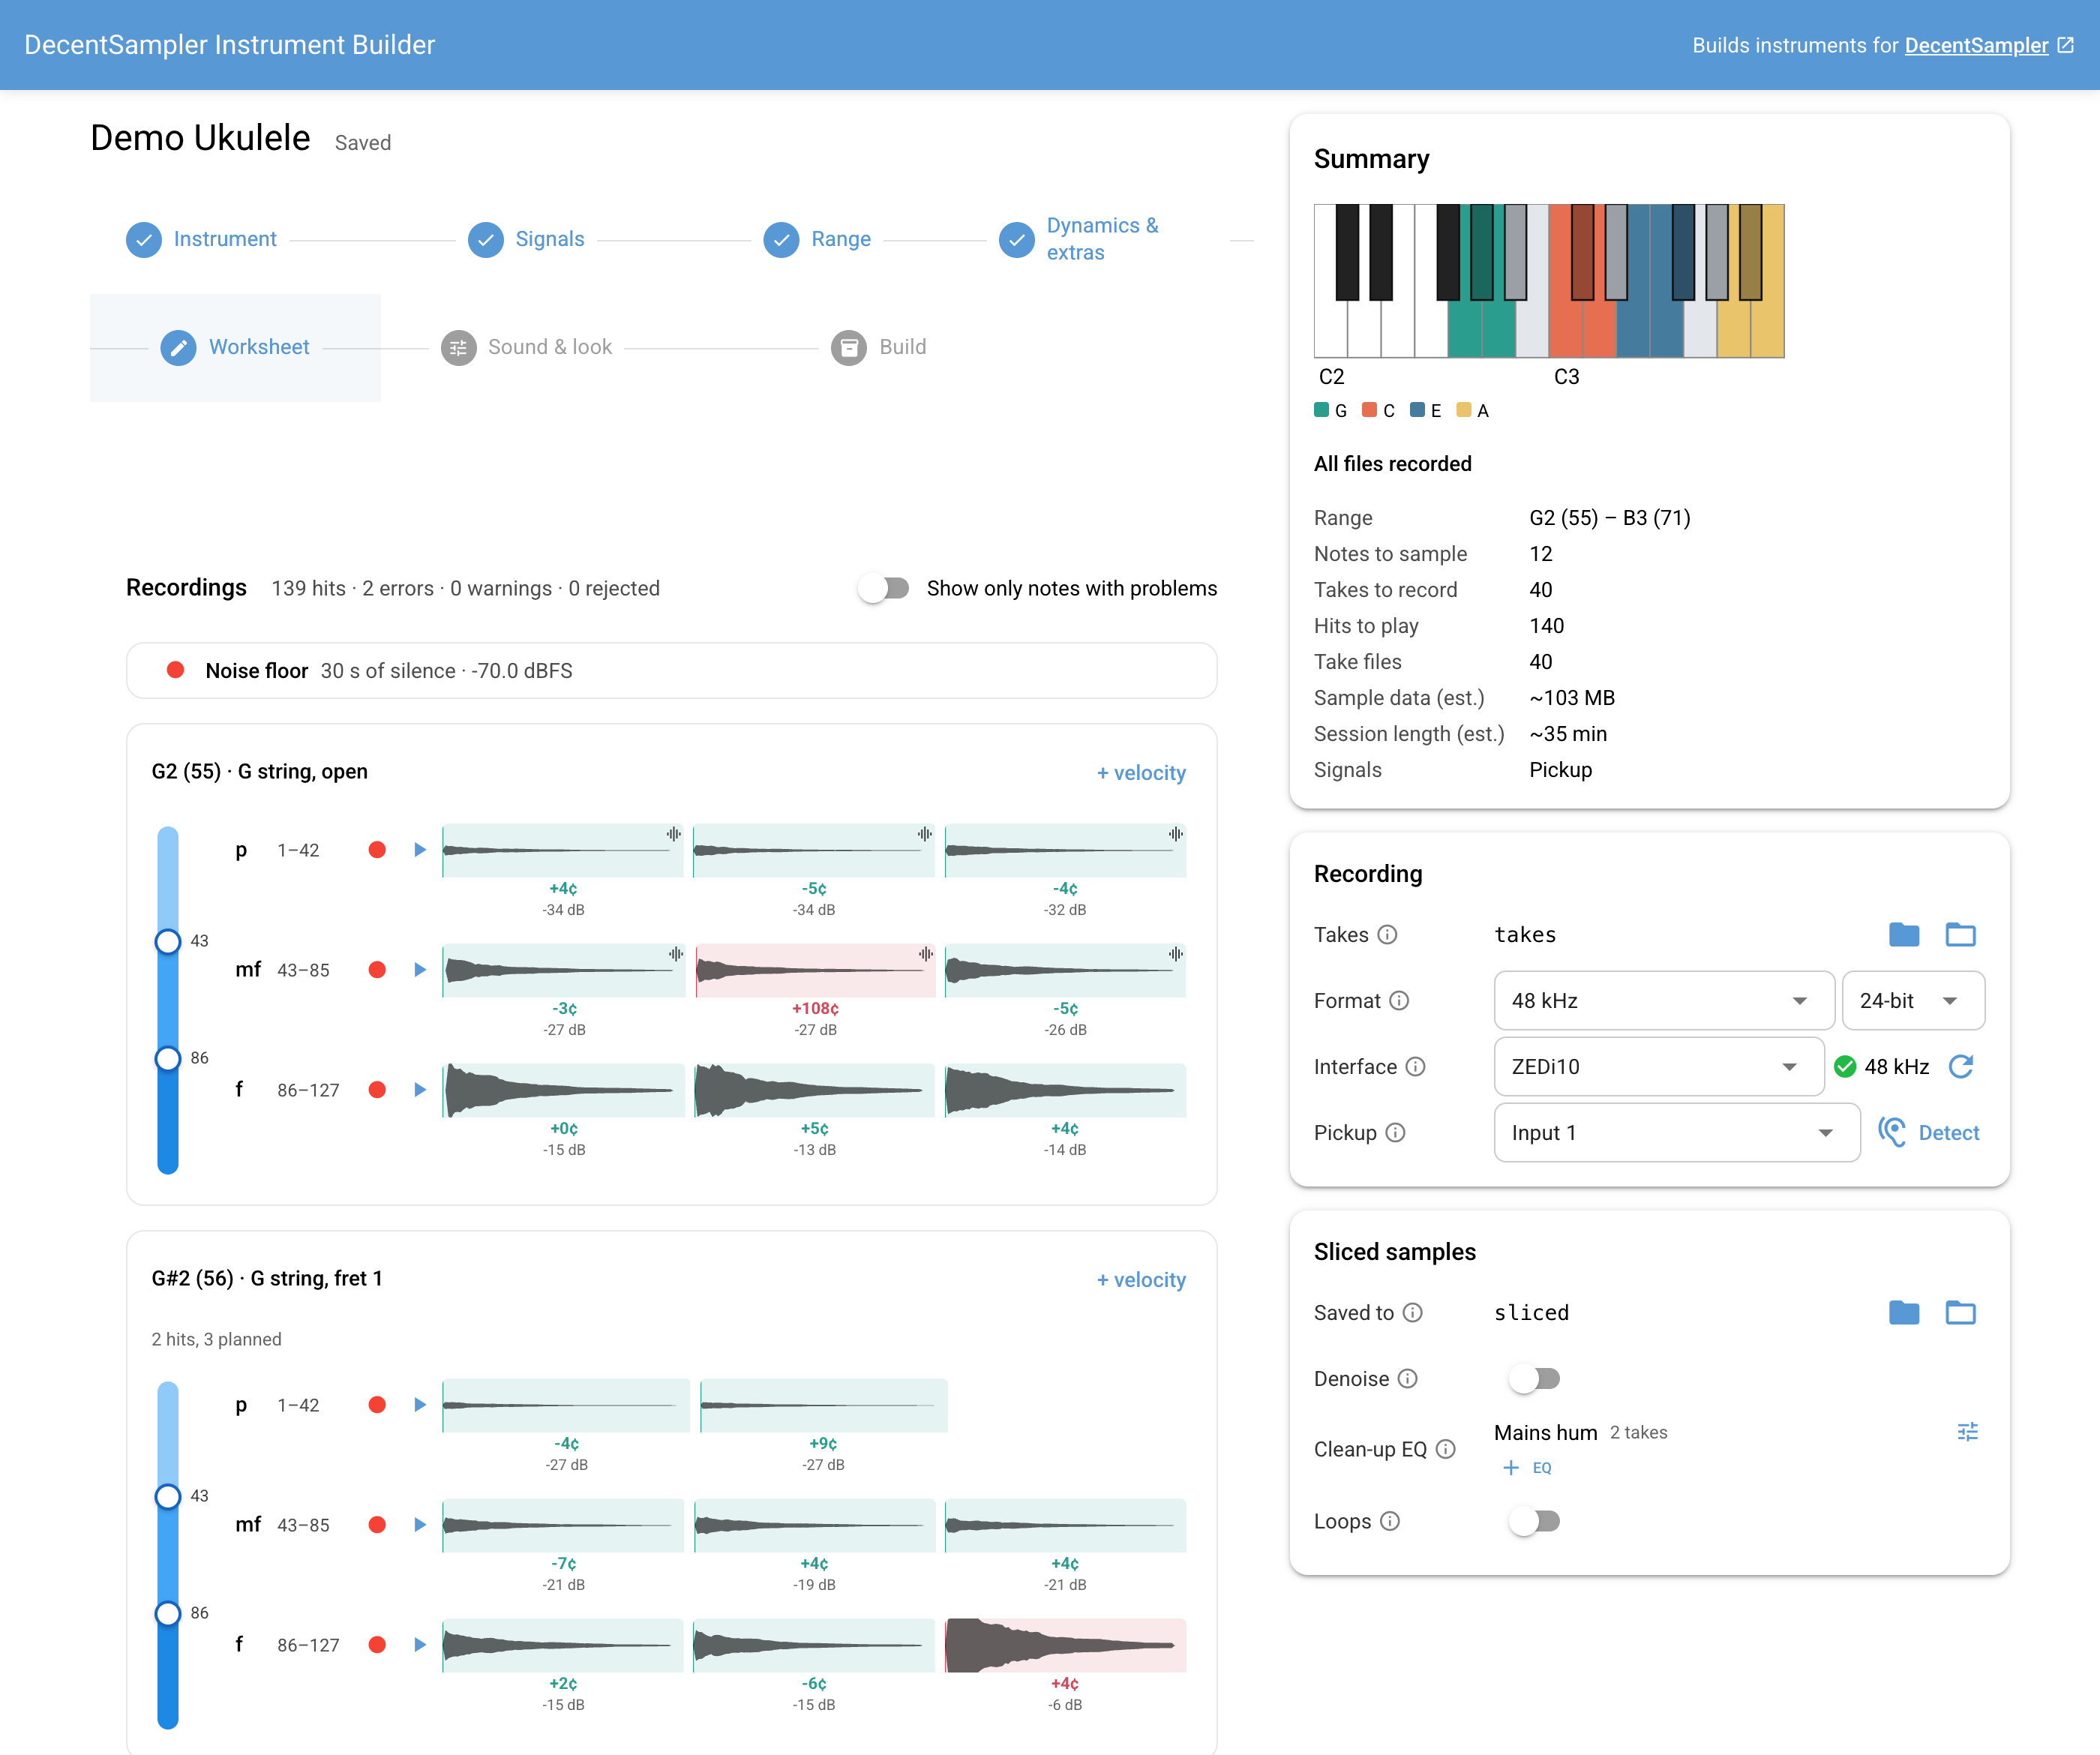 DecentSampler Instrument Builder
Builds instruments for DecentSampler
Demo Ukulele Saved
Instrument
Signals
Range
Dynamics &
extras
Worksheet
Sound & look
Build
Recordings 139 hits · 2 errors · 0 warnings · 0 rejected
Show only notes with problems
Noise floor 30 s of silence · -70.0 dBFS
G2 (55) · G string, open
+ velocity
p 1–42
+4¢ -5¢ -4¢
-34 dB -34 dB -32 dB
43
mf 43–85
-3¢ +108¢ -5¢
-27 dB -27 dB -26 dB
86
f 86–127
+0¢ +5¢ +4¢
-15 dB -13 dB -14 dB
G#2 (56) · G string, fret 1
+ velocity
2 hits, 3 planned
p 1–42
-4¢ +9¢
-27 dB -27 dB
43
mf 43–85
-7¢ +4¢ +4¢
-21 dB -19 dB -21 dB
86
f 86–127
+2¢ -6¢ +4¢
-15 dB -15 dB -6 dB
Summary
C2 C3
G C E A
All files recorded
Range G2 (55) – B3 (71)
Notes to sample 12
Takes to record 40
Hits to play 140
Take files 40
Sample data (est.) ~103 MB
Session length (est.) ~35 min
Signals Pickup
Recording
Takes takes
Format 48 kHz 24-bit
Interface ZEDi10 48 kHz
Pickup Input 1 Detect
Sliced samples
Saved to sliced
Denoise
Clean-up EQ Mains hum 2 takes
+ EQ
Loops